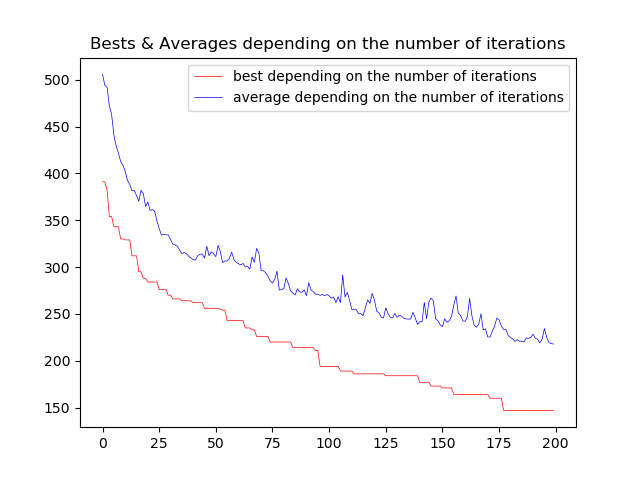 Bests & Averages depending on the number of iterations
best depending on the number of iterations
average depending on the number of iterations
500
450
400
350
300
250
200
150
0 25 50 75 100 125 150 175 200